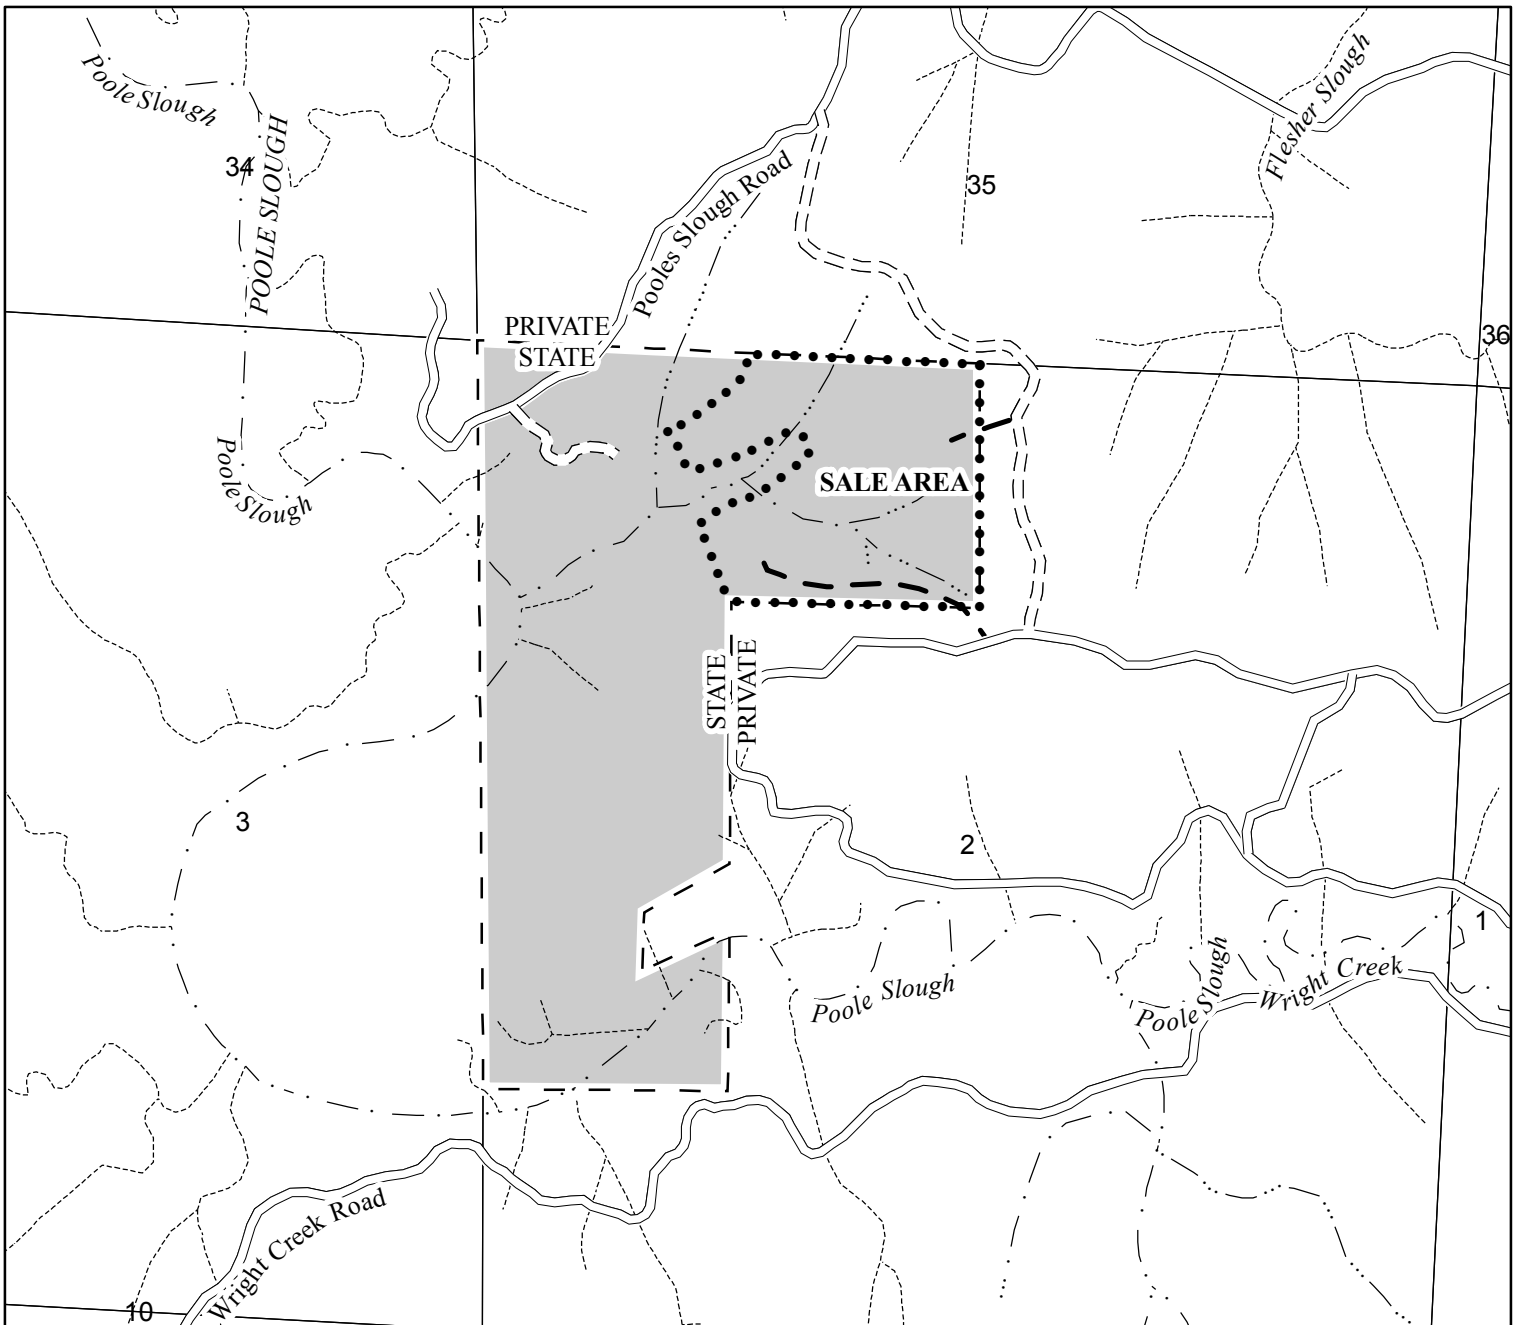 Poole Slough
POOLE SLOUGH
34
Pooles Slough Road
35
Flesher Slough
PRIVATE
STATE
36
Poole Slough
SALE AREA
STATE
PRIVATE
3
2
1
Poole Slough
Poole Slough
Wright Creek
Wright Creek Road
10